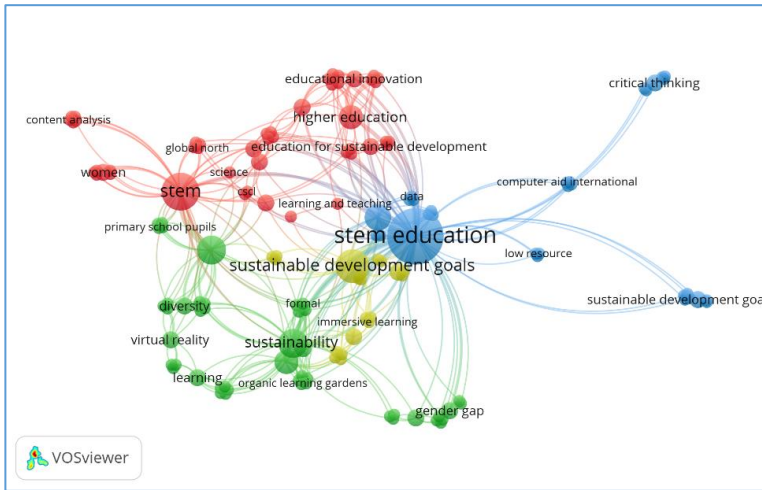 educational innovation
critical thinking
content analysis
higher education
global north
education for sustainable development
women
science
computer aid international
stem
cscl
data
learning and teaching
primary school pupils
stem education
low resource
sustainable development goals
sustainable development goa
diversity
formal
immersive learning
virtual reality
sustainability
learning
organic learning gardens
gender gap
VOSviewer